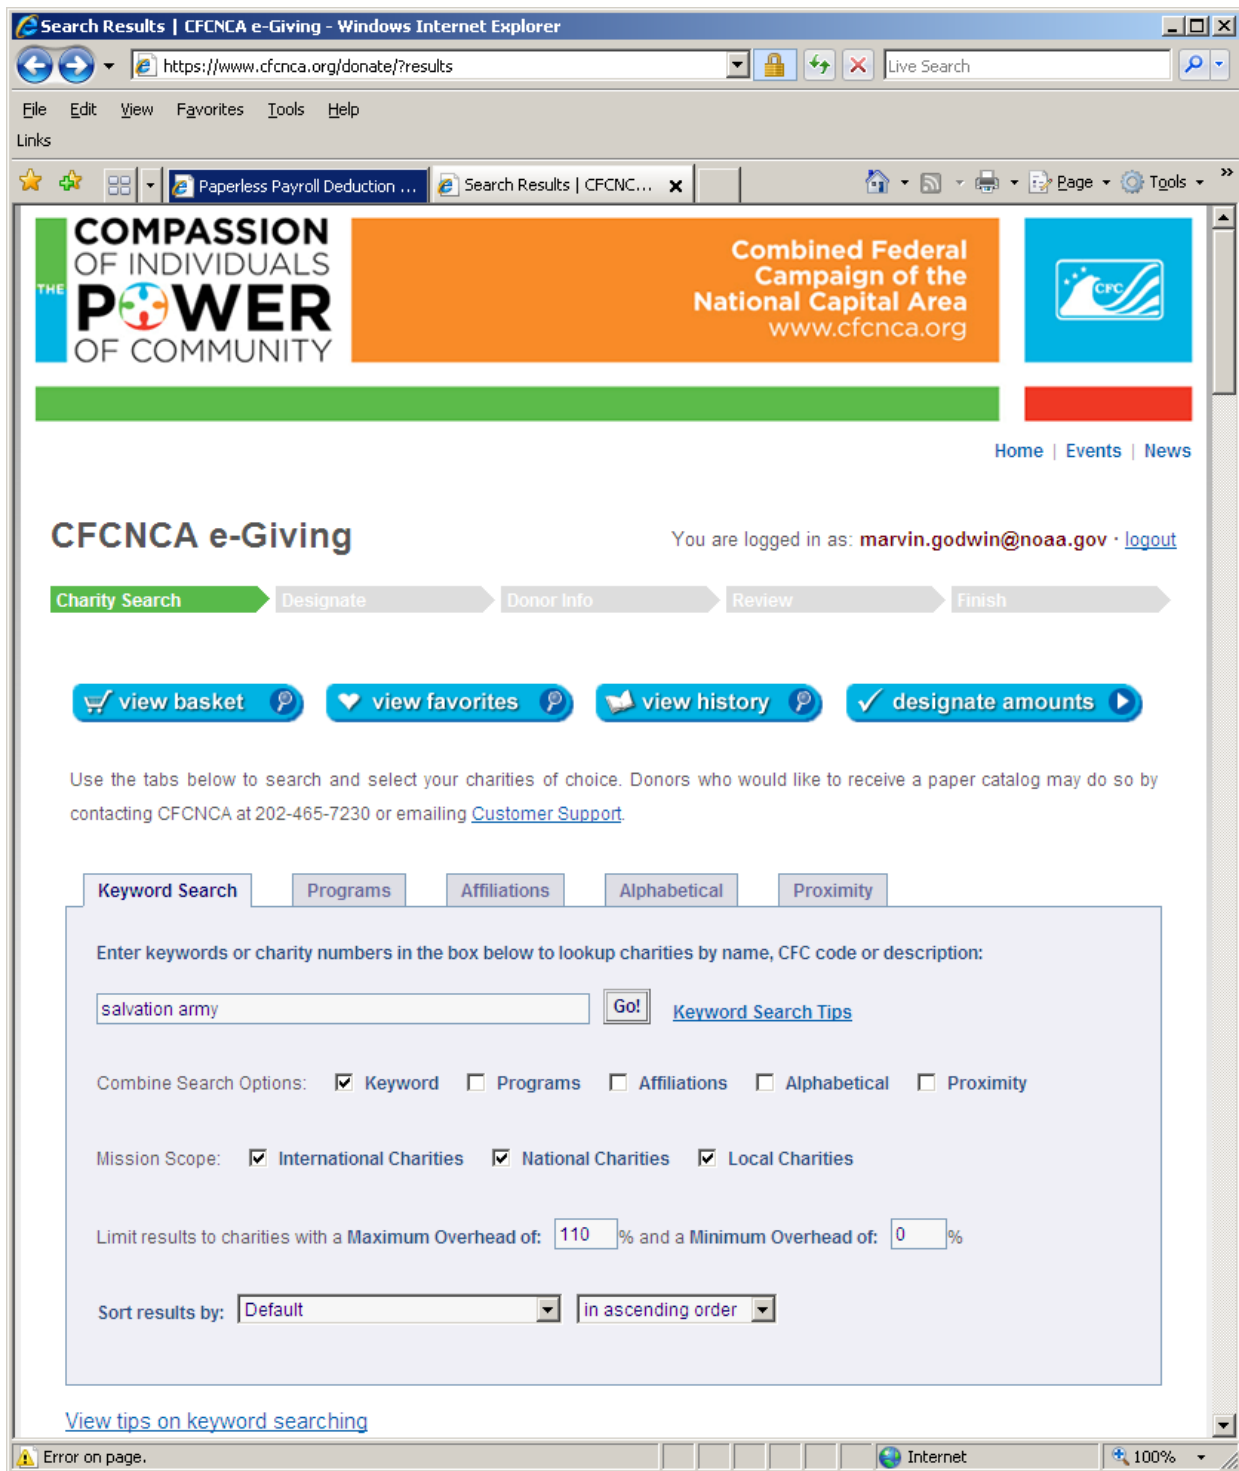 Search Results | CFCNCA e-Giving - Windows Internet Explorer
https://www.cfcnca.org/donate/?results
Live Search
File Edit View Favorites Tools Help
Links
Paperless Payroll Deduction ...
Search Results | CFCNC...
Page
Tools
THE
COMPASSION
OF INDIVIDUALS
POWER
OF COMMUNITY
Combined Federal
Campaign of the
National Capital Area
www.cfcnca.org
CFC
Home | Events | News
CFCNCA e-Giving
You are logged in as: marvin.godwin@noaa.gov · logout
Charity Search Designate Donor Info Review Finish
view basket view favorites view history designate amounts
Use the tabs below to search and select your charities of choice. Donors who would like to receive a paper catalog may do so by
contacting CFCNCA at 202-465-7230 or emailing Customer Support.
Keyword Search Programs Affiliations Alphabetical Proximity
Enter keywords or charity numbers in the box below to lookup charities by name, CFC code or description:
salvation army Go! Keyword Search Tips
Combine Search Options: Keyword Programs Affiliations Alphabetical Proximity
Mission Scope: International Charities National Charities Local Charities
Limit results to charities with a Maximum Overhead of: 110 % and a Minimum Overhead of: 0 %
Sort results by: Default in ascending order
View tips on keyword searching
Error on page. Internet 100%